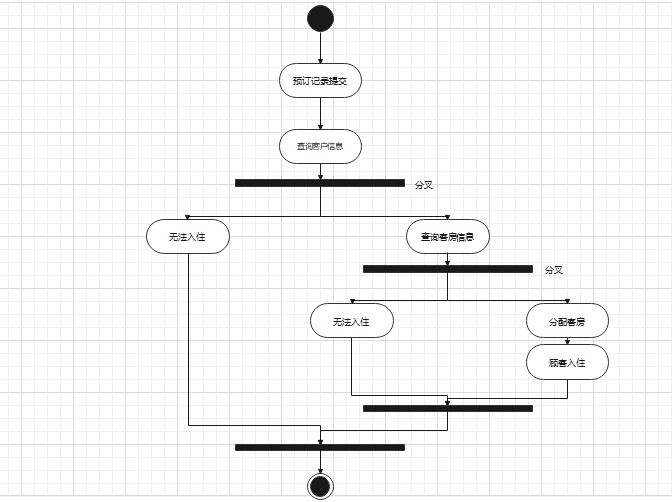 预订记录提交
查询客户信息
分叉
无法入住
查询客房信息
分叉
无法入住
分配客房
顾客入住